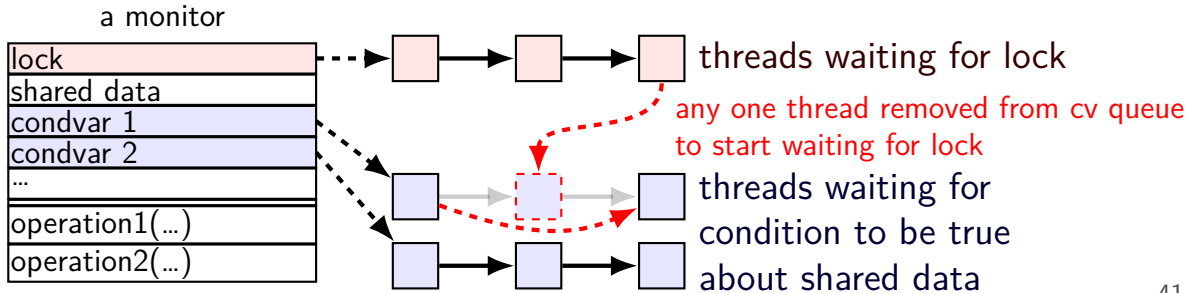 a monitor
lock
shared data
condvar 1
condvar 2
...
operation1(...)
operation2(...)
threads waiting for lock
any one thread removed from cv queue
to start waiting for lock
threads waiting for
condition to be true
about shared data
41